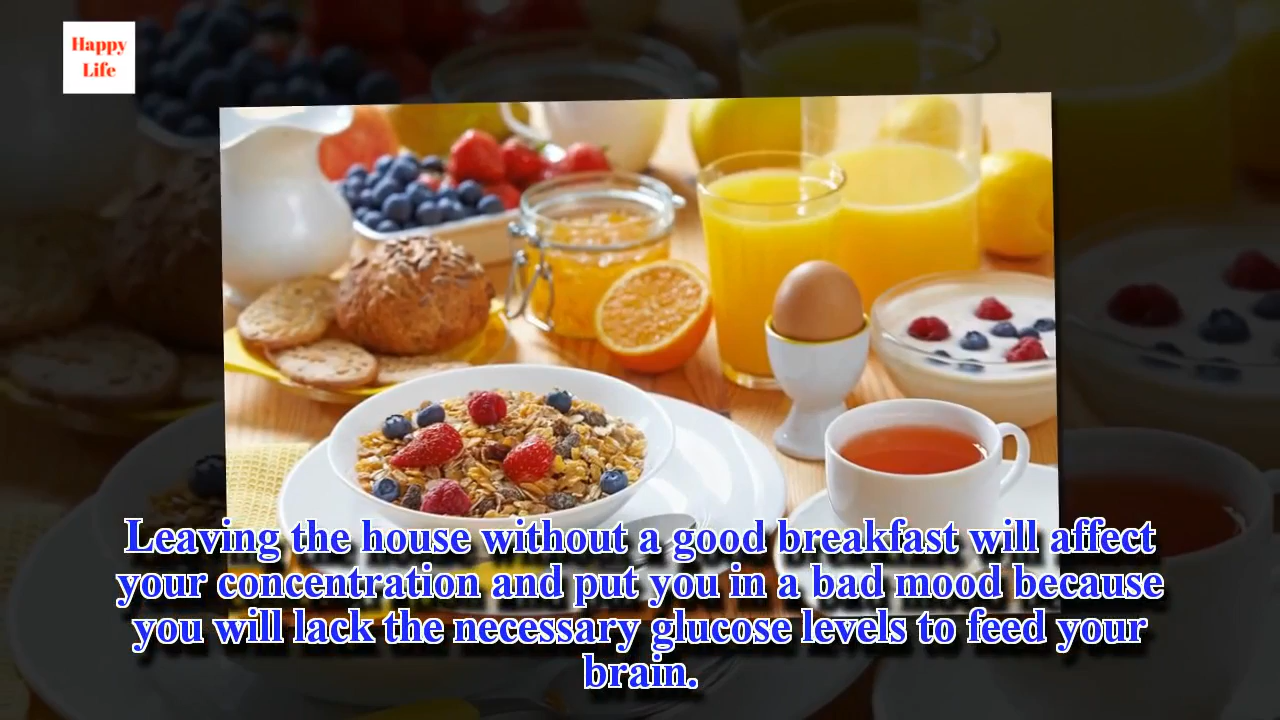 Happy
Life
Leaving the house without a good breakfast will affect
your concentration and put you in a bad mood because
you will lack the necessary glucose levels to feed your
brain.